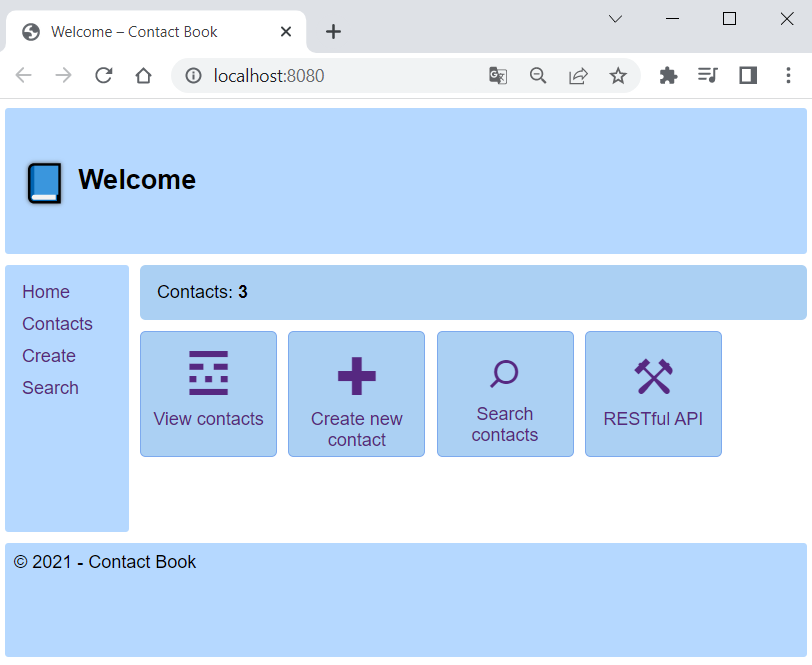 Welcome – Contact Book
localhost:8080
Welcome
Home
Contacts
Create
Search
Contacts: 3
View contacts
Create new
contact
Search
contacts
RESTful API
© 2021 - Contact Book